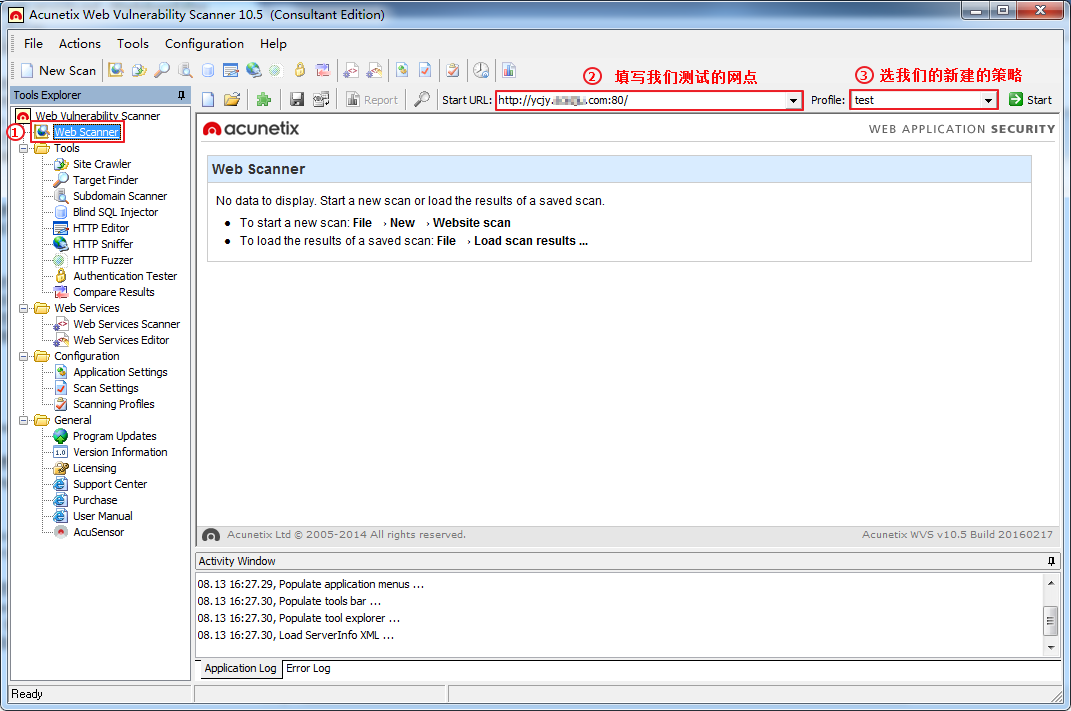 Acunetix Web Vulnerability Scanner 10.5 (Consultant Edition)
File Actions Tools Configuration Help
New Scan
② 填写我们测试的网点
③ 选我们的新建的策略
Tools Explorer
Report Start URL: http://ycjy. .com:80/ Profile: test Start
Web Vulnerability Scanner
① Web Scanner
Tools
Site Crawler
Target Finder
Subdomain Scanner
Blind SQL Injector
HTTP Editor
HTTP Sniffer
HTTP Fuzzer
Authentication Tester
Compare Results
Web Services
Web Services Scanner
Web Services Editor
Configuration
Application Settings
Scan Settings
Scanning Profiles
General
Program Updates
1.0 Version Information
Licensing
Support Center
Purchase
User Manual
AcuSensor
acunetix WEB APPLICATION SECURITY
Web Scanner
No data to display. Start a new scan or load the results of a saved scan.
• To start a new scan: File → New → Website scan
• To load the results of a saved scan: File → Load scan results ...
Acunetix Ltd © 2005-2014 All rights reserved. Acunetix WVS v10.5 Build 20160217
Activity Window
08.13 16:27.29, Populate application menus ...
08.13 16:27.30, Populate tools bar ...
08.13 16:27.30, Populate tool explorer ...
08.13 16:27.30, Load ServerInfo XML ...
Application Log Error Log
Ready